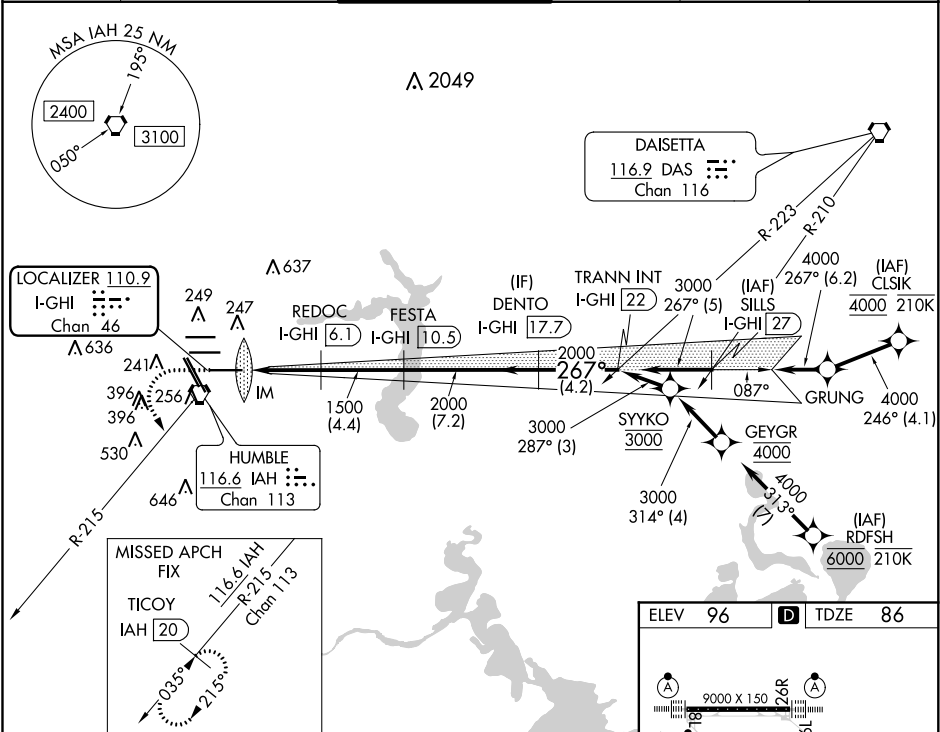 MSA IAH 25 NM
195°
2400
3100
050°
2049
DAISETTA
116.9 DAS
Chan 116
R-223
R-210
LOCALIZER 110.9
I-GHI
Chan 46
637
249
247
636
241
396
256
396
530
646
IM
REDOC
I-GHI 6.1
FESTA
I-GHI 10.5
(IF)
DENTO
I-GHI 17.7
TRANN INT
I-GHI 22
3000
267° (5)
(IAF)
SILLS
I-GHI 27
4000
267° (6.2)
(IAF)
CLSIK
4000 210K
2000
267°
(4.2)
087°
GRUNG
4000
246° (4.1)
1500
(4.4)
2000
(7.2)
3000
287° (3)
SYYKO
3000
GEYGR
4000
3000
314° (4)
4000
313°
(7)
(IAF)
RDFSH
6000 210K
HUMBLE
116.6 IAH
Chan 113
R-215
MISSED APCH
FIX
TICOY
IAH 20
116.6 IAH
R-215
Chan 113
035°
215°
ELEV 96 D TDZE 86
A
9000 X 150
26R
A